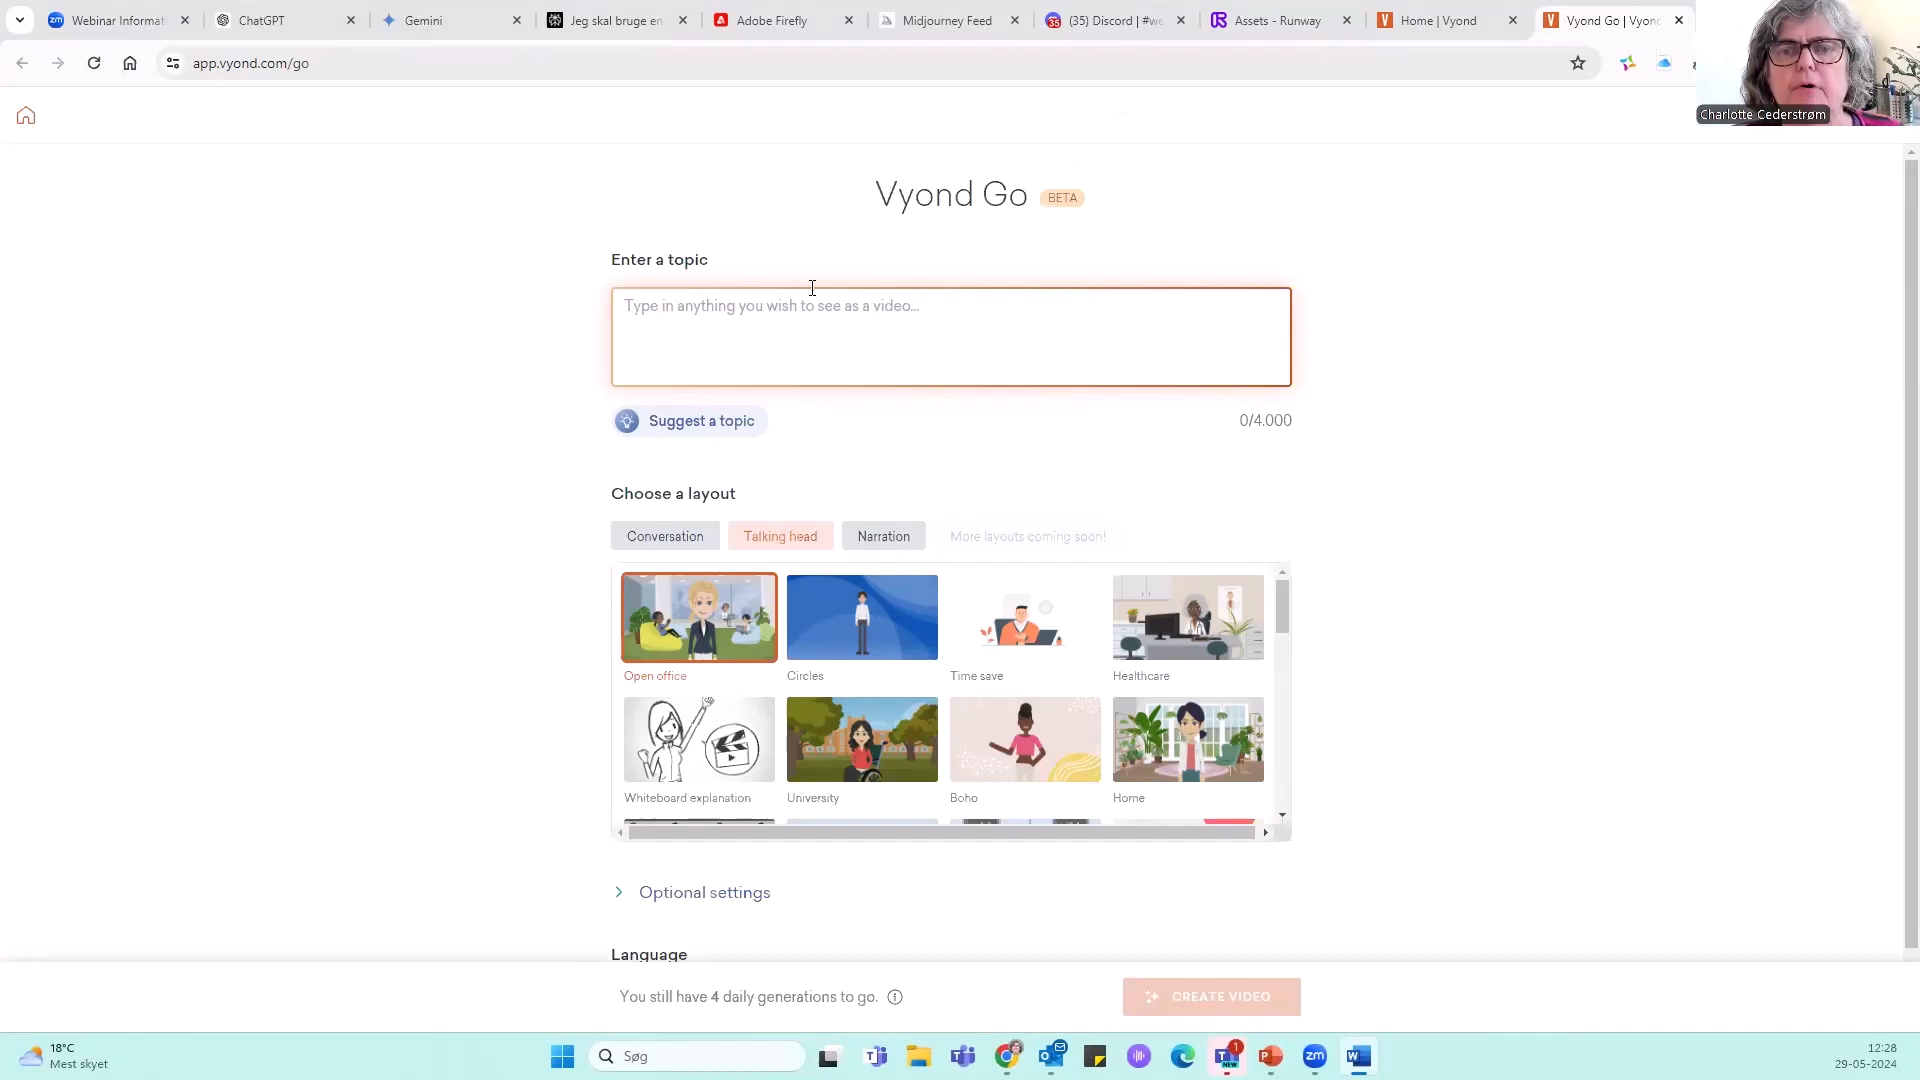 Webinar Informat
ChatGPT
Gemini
Jeg skal bruge en
Adobe Firefly
Midjourney Feed
(35) Discord | #we
Assets - Runway
Home | Vyond
Vyond Go | Vyond
app.vyond.com/go
Charlotte Cederstrøm
Vyond Go BETA
Enter a topic
Type in anything you wish to see as a video...
Suggest a topic
0/4.000
Choose a layout
Conversation
Talking head
Narration
More layouts coming soon!
Open office
Circles
Time save
Healthcare
Whiteboard explanation
University
Boho
Home
Optional settings
Language
You still have 4 daily generations to go.
CREATE VIDEO
18°C
Mest skyet
Søg
12:28
29-05-2024